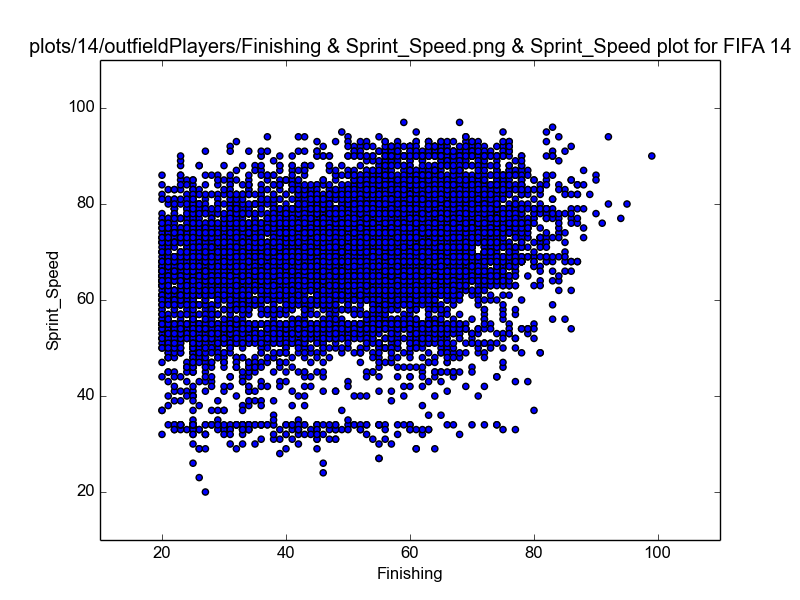 plots/14/outfieldPlayers/Finishing & Sprint_Speed.png & Sprint_Speed plot for FIFA 14
100
80
60
40
20
Sprint_Speed
20 40 60 80 100
Finishing